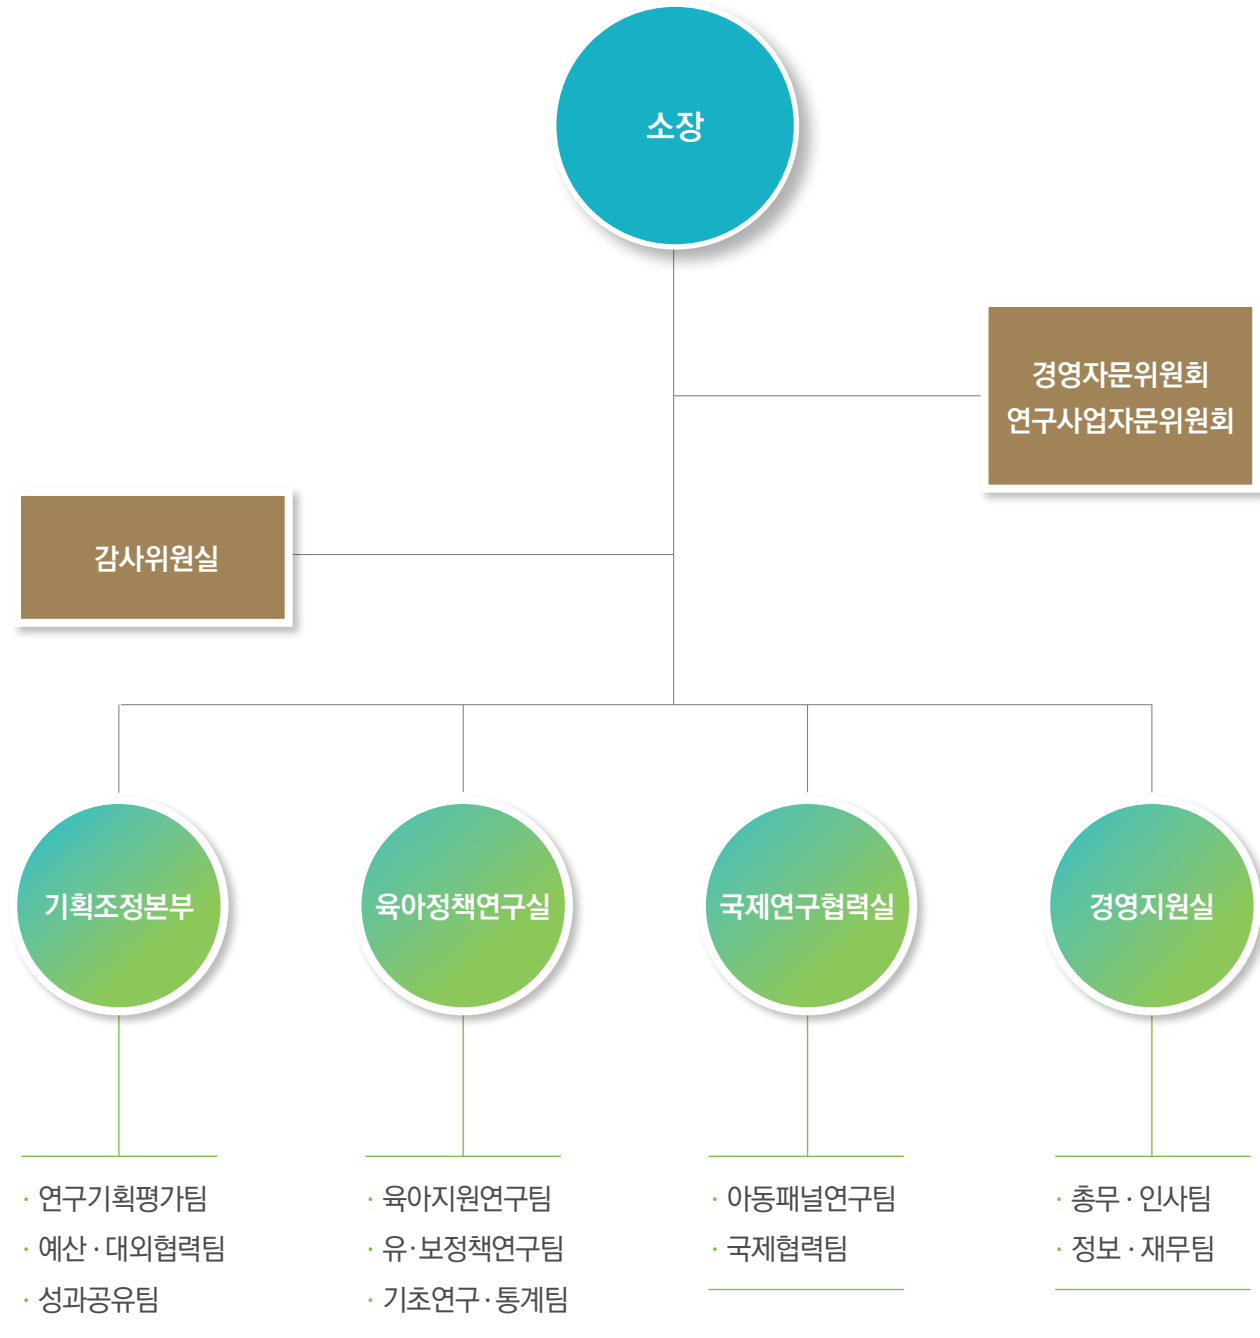 소장
경영자문위원회
연구사업자문위원회
감사위원실
기획조정본부
육아정책연구실
국제연구협력실
경영지원실
· 연구기획평가팀
· 예산 · 대외협력팀
· 성과공유팀
· 육아지원연구팀
· 유·보정책연구팀
· 기초연구·통계팀
· 아동패널연구팀
· 국제협력팀
· 총무 · 인사팀
· 정보 · 재무팀